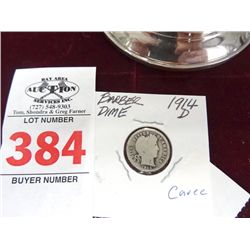 BAY AREA
AUCTION
SERVICES INC.
(727) 548-9303
Tom, Shondra & Greg Farner
LOT NUMBER
384
BUYER NUMBER
BARBER
DIME
1914
D